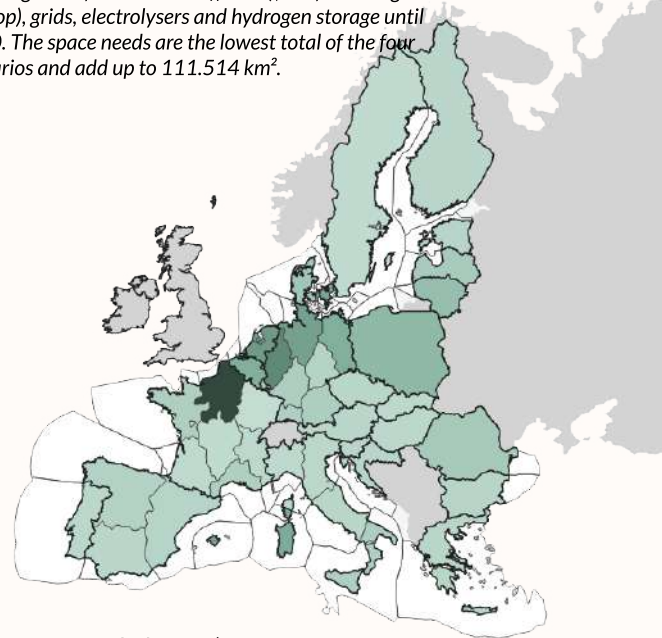 op), grids, electrolysers and hydrogen storage until
. The space needs are the lowest total of the four
rios and add up to 111.514 km².